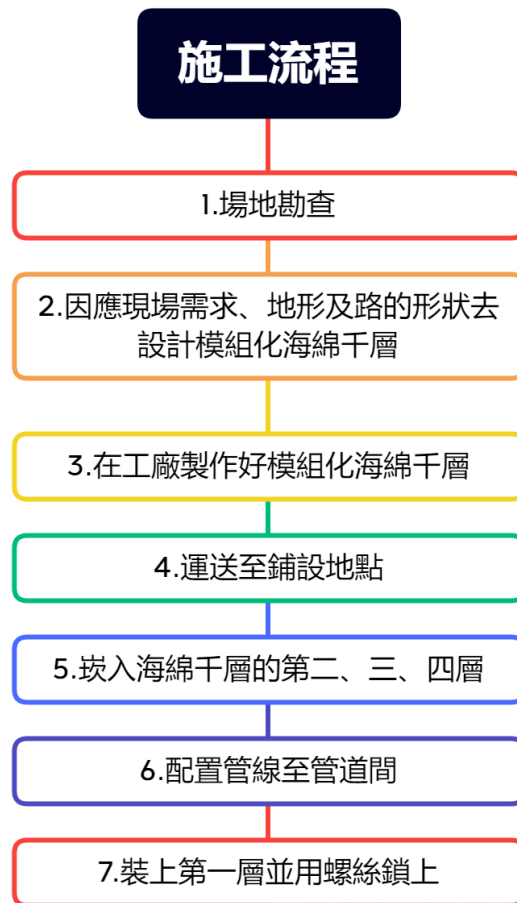 施工流程
1.場地勘查
2.因應現場需求、地形及路的形狀去
設計模組化海綿千層
3.在工廠製作好模組化海綿千層
4.運送至鋪設地點
5.崁入海綿千層的第二、三、四層
6.配置管線至管道間
7.裝上第一層並用螺絲鎖上